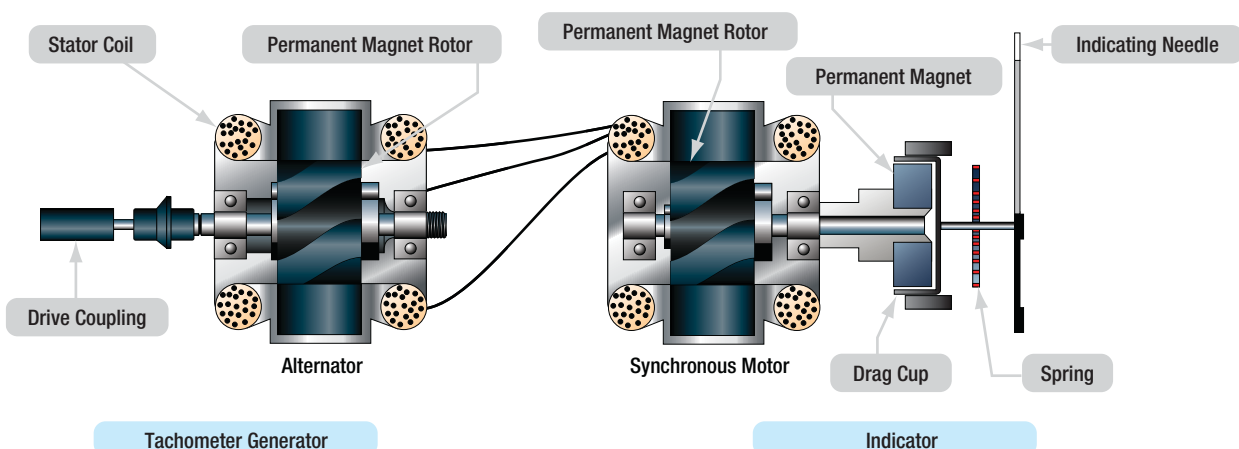 Stator Coil
Permanent Magnet Rotor
Permanent Magnet Rotor
Indicating Needle
Permanent Magnet
Drive Coupling
Alternator
Synchronous Motor
Drag Cup
Spring
Tachometer Generator
Indicator